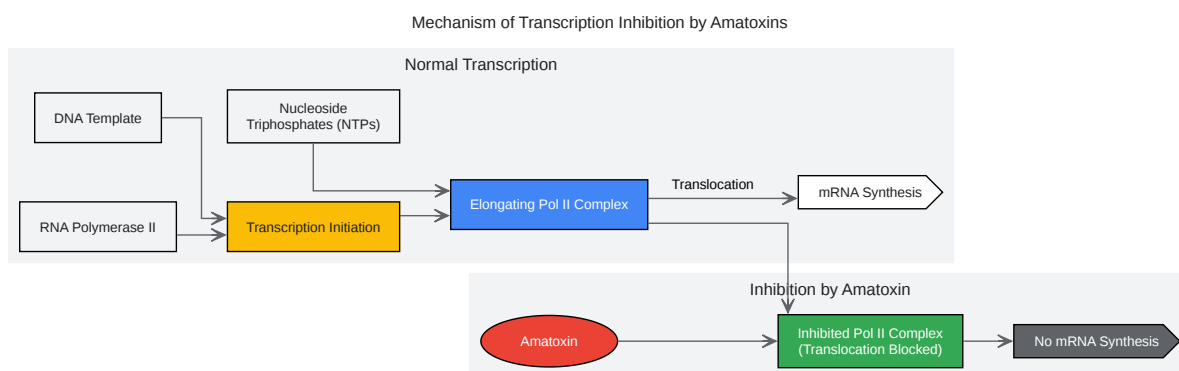 Mechanism of Transcription Inhibition by Amatoxins
Normal Transcription
DNA Template
Nucleoside
Triphosphates (NTPs)
RNA Polymerase II
Transcription Initiation
Elongating Pol II Complex
Translocation
mRNA Synthesis
Inhibition by Amatoxin
Amatoxin
Inhibited Pol II Complex
(Translocation Blocked)
No mRNA Synthesis